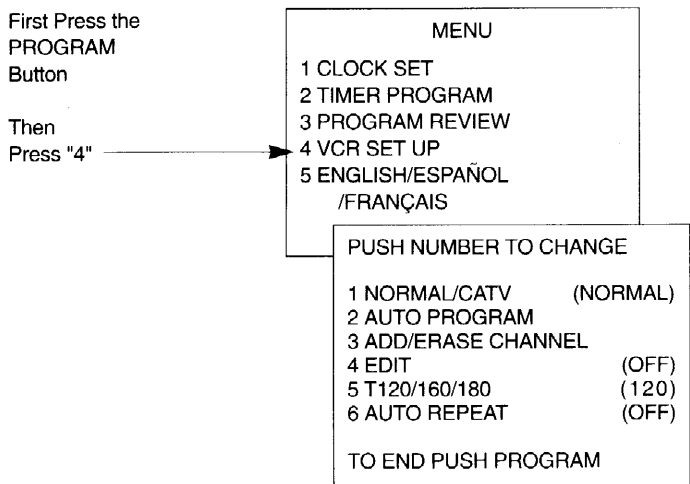 First Press the
PROGRAM
Button
Then
Press "4"
MENU
1 CLOCK SET
2 TIMER PROGRAM
3 PROGRAM REVIEW
4 VCR SET UP
5 ENGLISH/ESPAÑOL
/FRANÇAIS
PUSH NUMBER TO CHANGE
1 NORMAL/CATV (NORMAL)
2 AUTO PROGRAM
3 ADD/ERASE CHANNEL
4 EDIT (OFF)
5 T120/160/180 (120)
6 AUTO REPEAT (OFF)
TO END PUSH PROGRAM